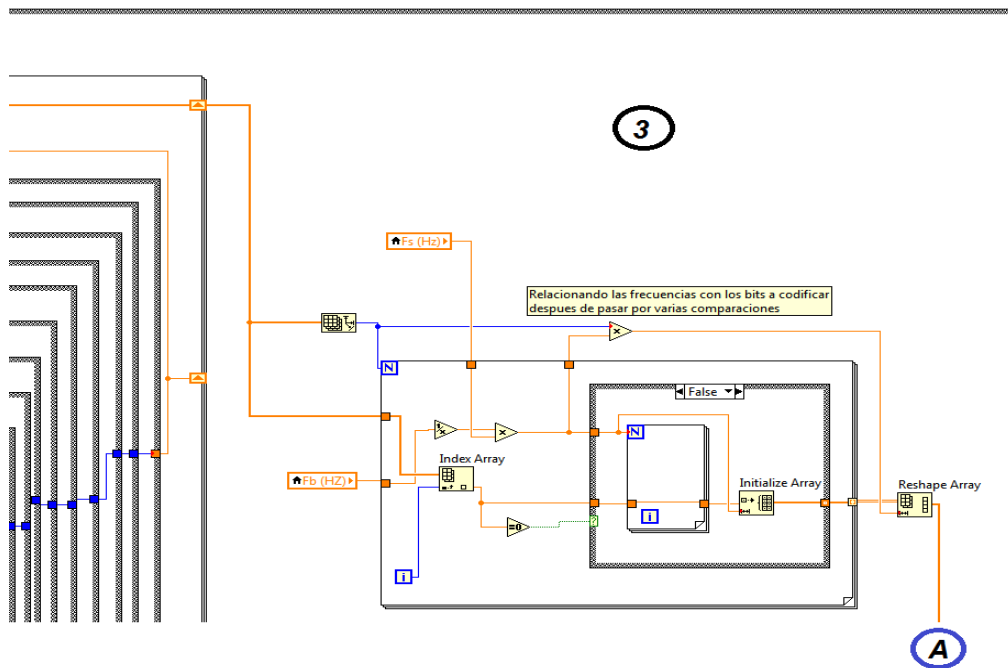 3
Fs (Hz)
Relacionando las frecuencias con los bits a codificar
despues de pasar por varias comparaciones
N
False
N
Index Array
Fb (HZ)
Initialize Array
Reshape Array
i
=0
?
i
A